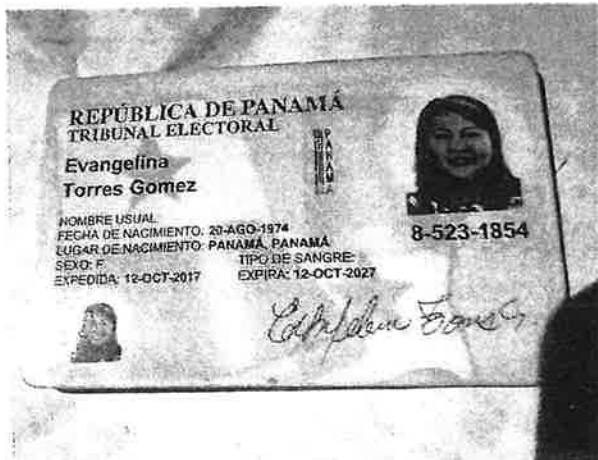 REPÚBLICA DE PANAMÁ
TRIBUNAL ELECTORAL
Evangelina
Torres Gomez
PANAMA
NOMBRE USUAL:
FECHA DE NACIMIENTO: 20-AGO-1974
LUGAR DE NACIMIENTO: PANAMÁ, PANAMÁ
SEXO: F
TIPO DE SANGRE:
EXPEDIDA: 12-OCT-2017
EXPIRA: 12-OCT-2027
8-523-1854